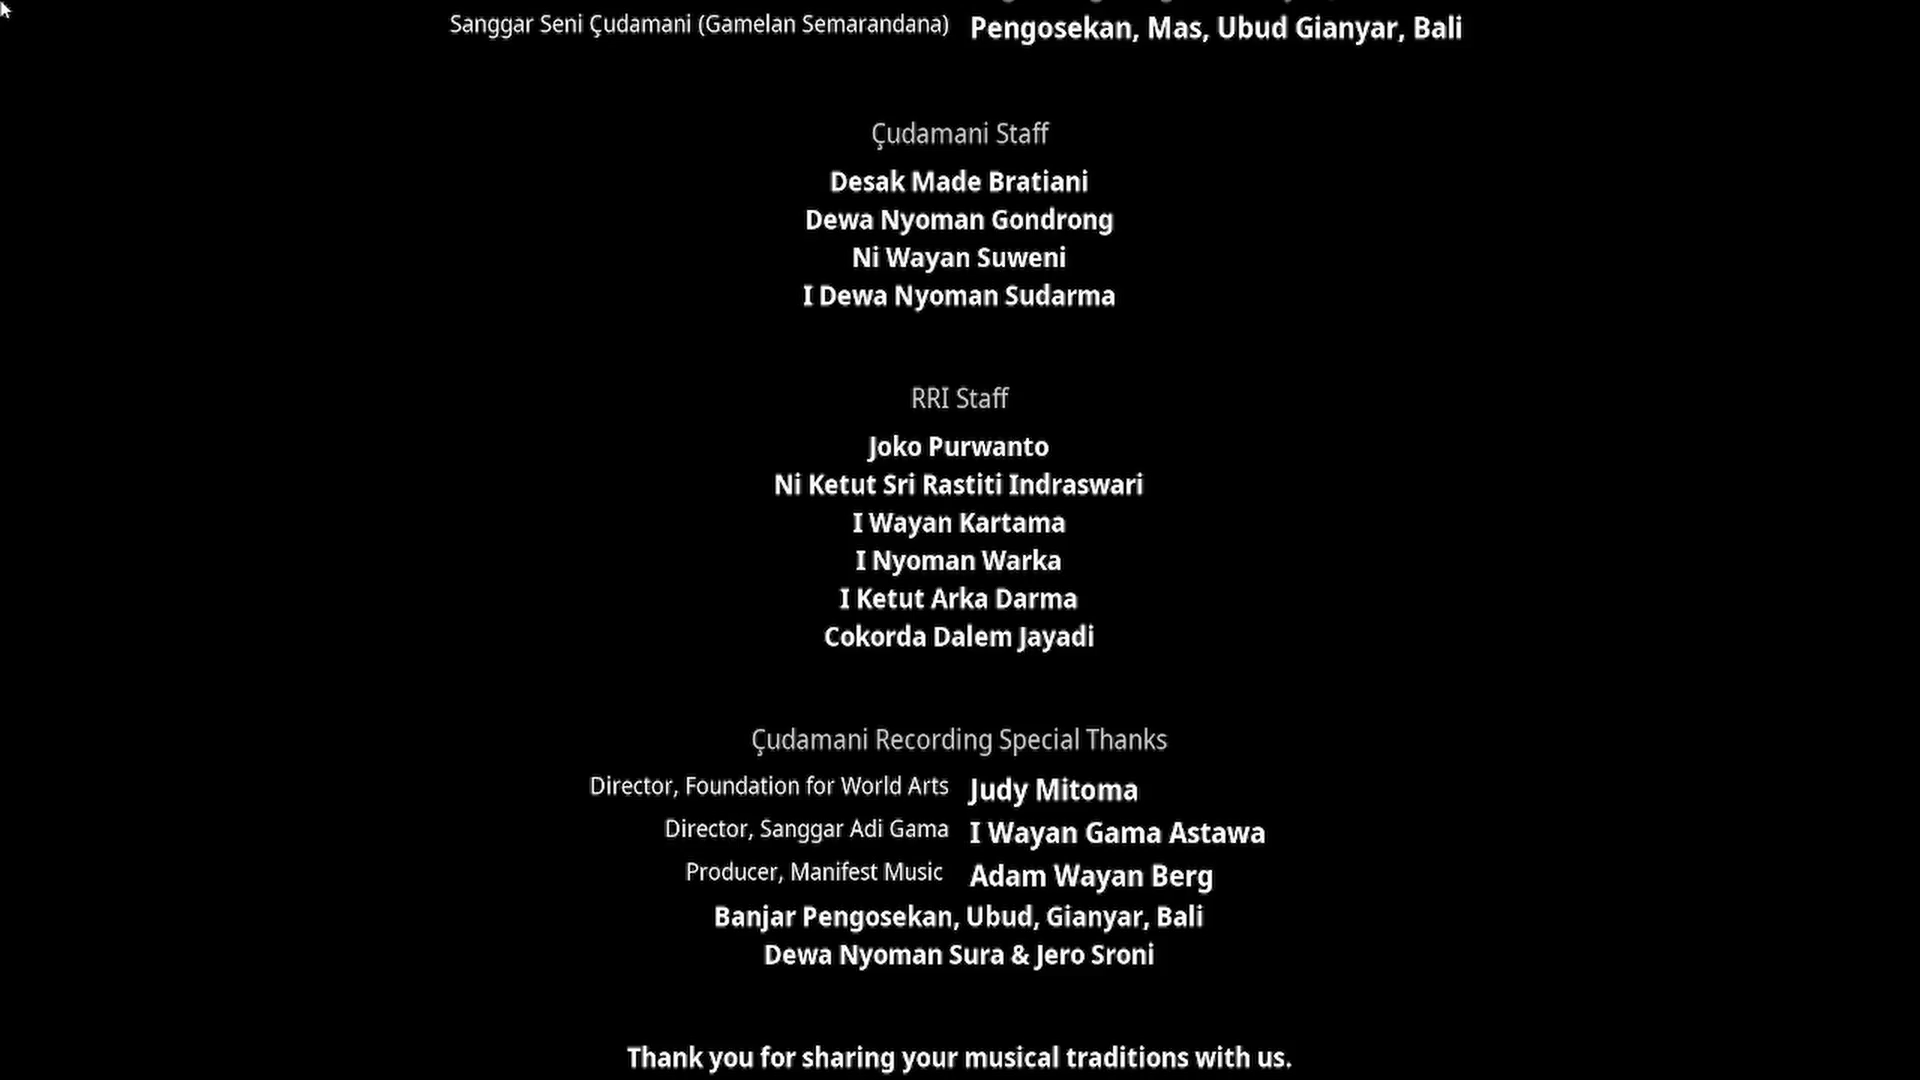 Sanggar Seni Çudamani (Gamelan Semarandana) Pengosekan, Mas, Ubud Gianyar, Bali
Çudamani Staff
Desak Made Bratiani
Dewa Nyoman Gondrong
Ni Wayan Suweni
I Dewa Nyoman Sudarma
RRI Staff
Joko Purwanto
Ni Ketut Sri Rastiti Indraswari
I Wayan Kartama
I Nyoman Warka
I Ketut Arka Darma
Cokorda Dalem Jayadi
Çudamani Recording Special Thanks
Director, Foundation for World Arts Judy Mitoma
Director, Sanggar Adi Gama I Wayan Gama Astawa
Producer, Manifest Music Adam Wayan Berg
Banjar Pengosekan, Ubud, Gianyar, Bali
Dewa Nyoman Sura & Jero Sroni
Thank you for sharing your musical traditions with us.